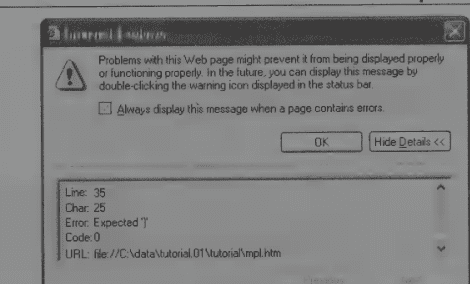 Internet Explorer
Problems with this Web page might prevent it from being displayed properly
or functioning properly. In the future, you can display this message by
double-clicking the warning icon displayed in the status bar.
Always display this message when a page contains errors.
OK
Hide Details <<
Line: 35
Char: 25
Error: Expected '}'
Code: 0
URL: file://C:\data\tutorial.01\tutorial\mpl.htm